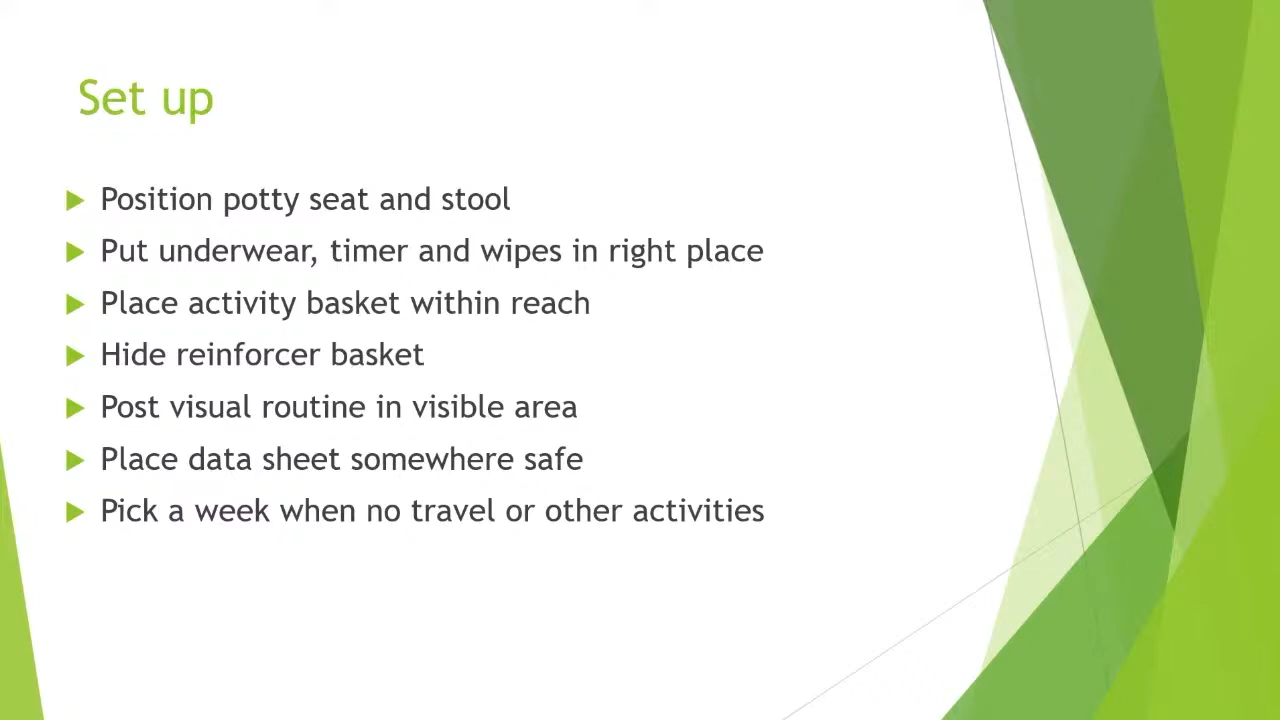 Set up
Position potty seat and stool
Put underwear, timer and wipes in right place
Place activity basket within reach
Hide reinforcer basket
Post visual routine in visible area
Place data sheet somewhere safe
Pick a week when no travel or other activities